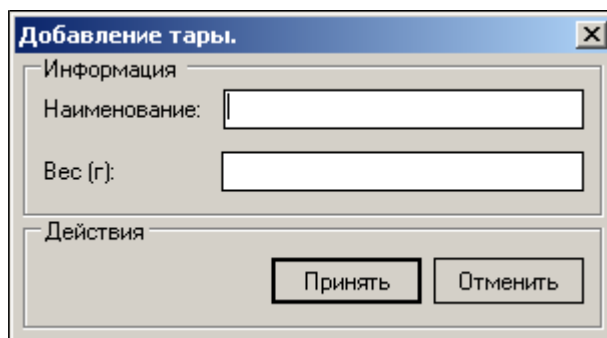 Добавление тары.
Информация
Наименование:
Вес (г):
Действия
Принять Отменить